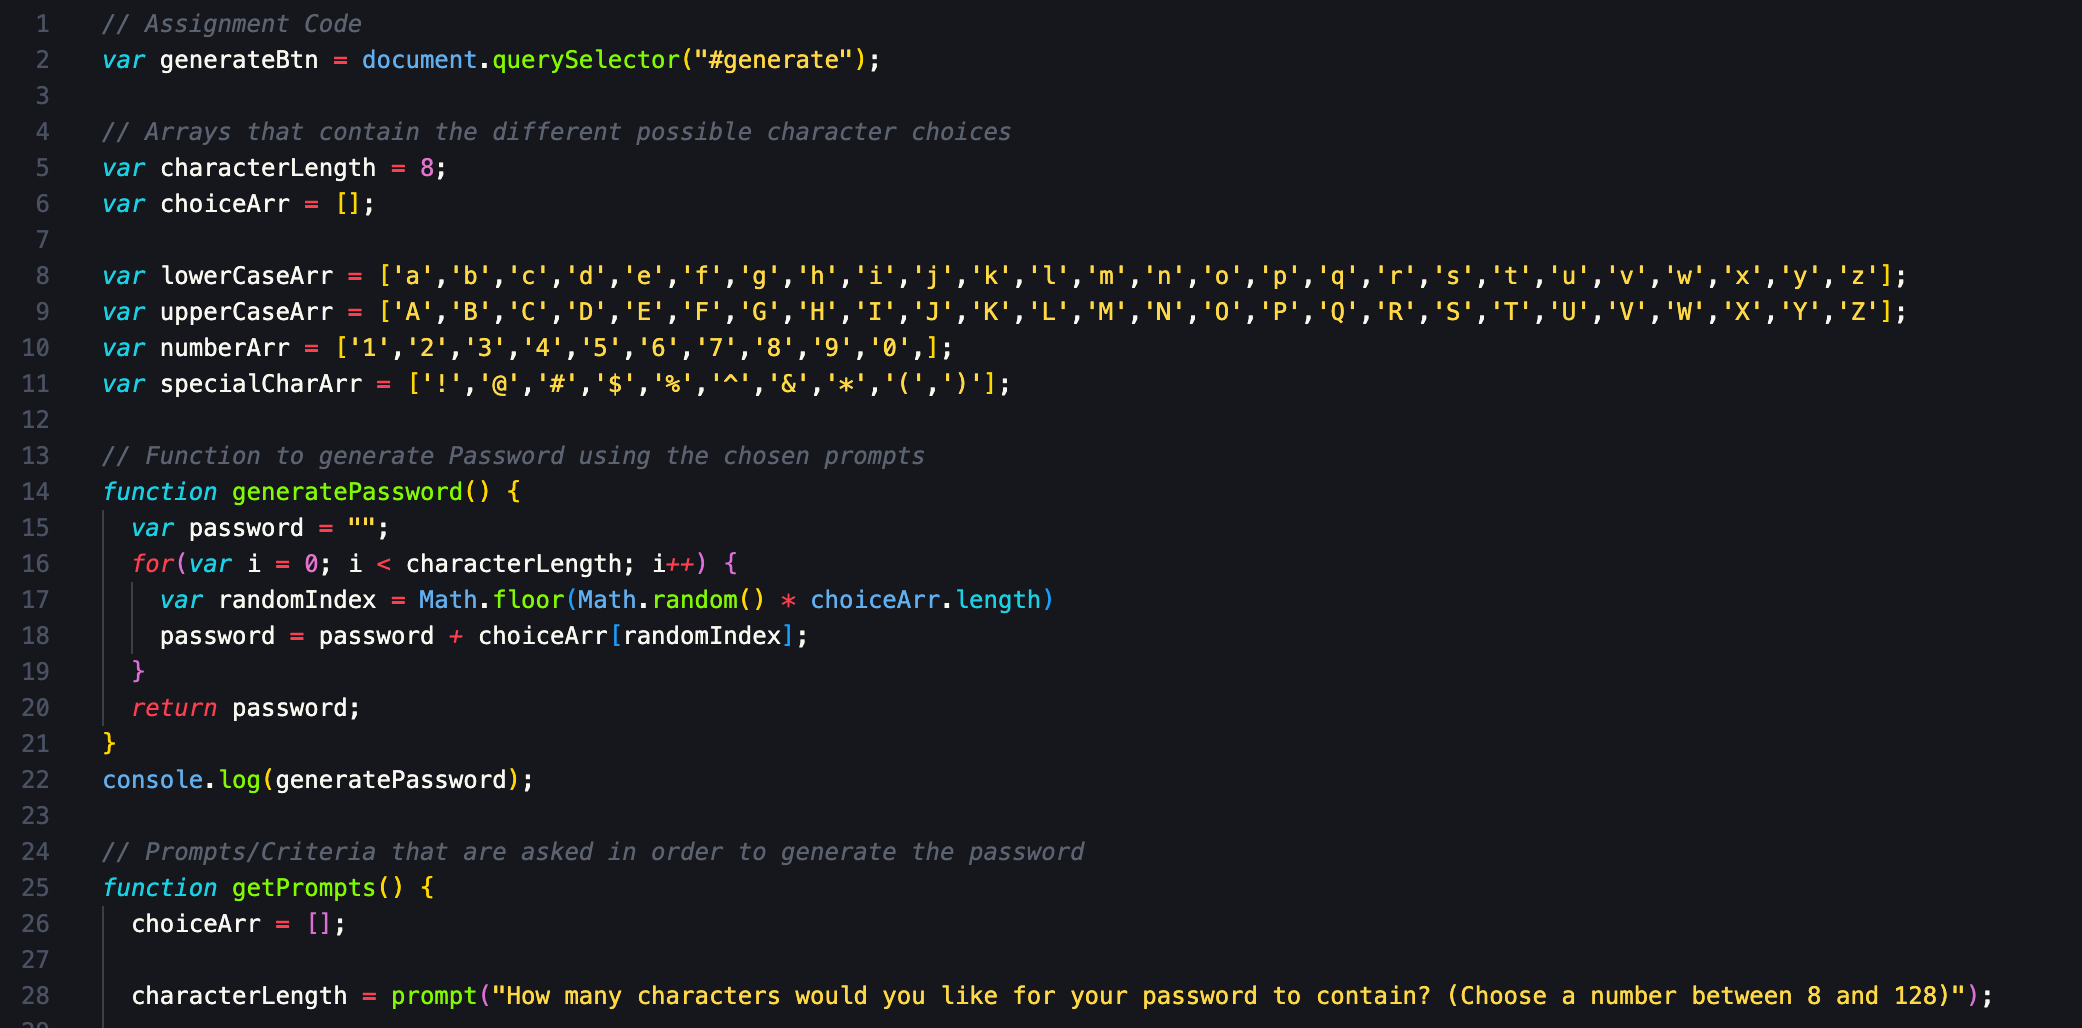 1 // Assignment Code
2 var generateBtn = document.querySelector("#generate");
3
4 // Arrays that contain the different possible character choices
5 var characterLength = 8;
6 var choiceArr = [];
7
8 var lowerCaseArr = ['a','b','c','d','e','f','g','h','i','j','k','l','m','n','o','p','q','r','s','t','u','v','w','x','y','z'];
9 var upperCaseArr = ['A','B','C','D','E','F','G','H','I','J','K','L','M','N','O','P','Q','R','S','T','U','V','W','X','Y','Z'];
10 var numberArr = ['1','2','3','4','5','6','7','8','9','0',];
11 var specialCharArr = ['!','@','#','$','%','^','&','*','(',')'];
12
13 // Function to generate Password using the chosen prompts
14 function generatePassword() {
15 var password = "";
16 for(var i = 0; i < characterLength; i++) {
17 var randomIndex = Math.floor(Math.random() * choiceArr.length)
18 password = password + choiceArr[randomIndex];
19 }
20 return password;
21 }
22 console.log(generatePassword);
23
24 // Prompts/Criteria that are asked in order to generate the password
25 function getPrompts() {
26 choiceArr = [];
27
28 characterLength = prompt("How many characters would you like for your password to contain? (Choose a number between 8 and 128)");